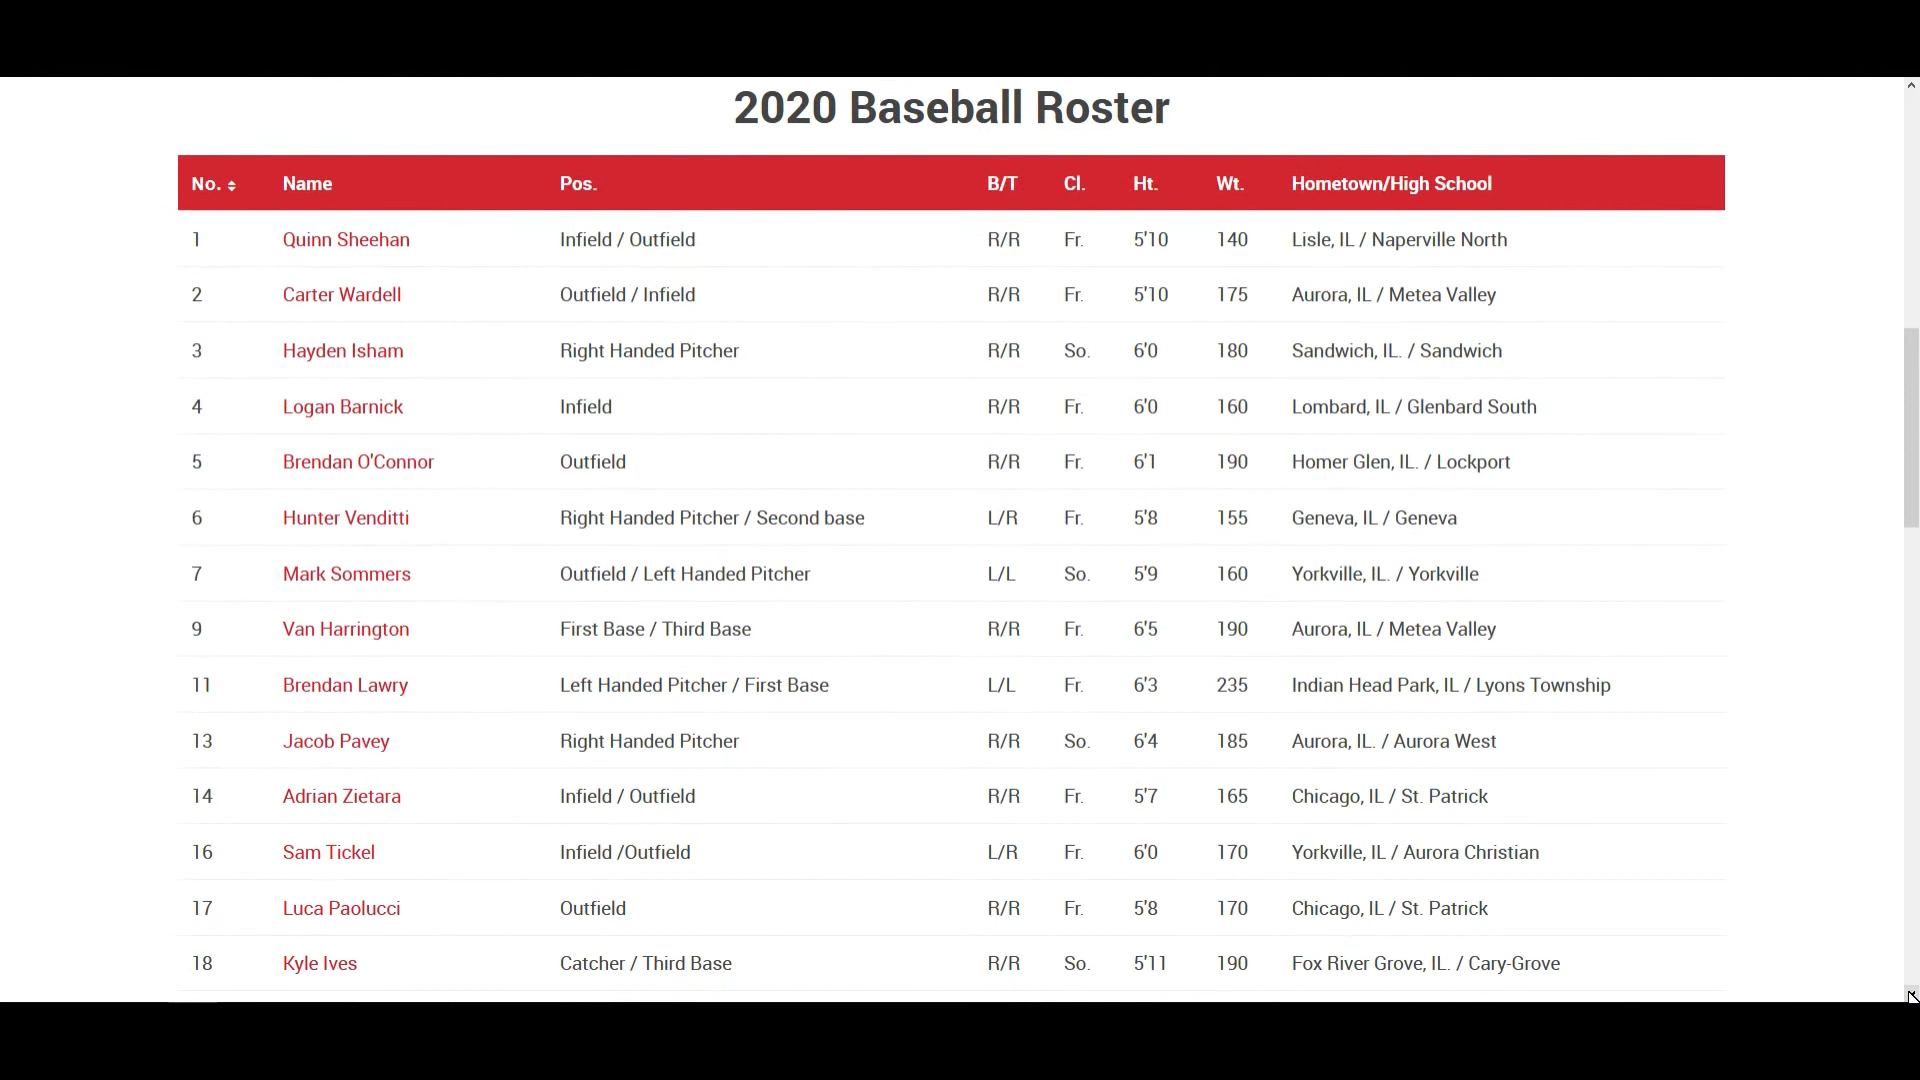 2020 Baseball Roster
No. Name Pos. B/T Cl. Ht. Wt. Hometown/High School
1 Quinn Sheehan Infield / Outfield R/R Fr. 5'10 140 Lisle, IL / Naperville North
2 Carter Wardell Outfield / Infield R/R Fr. 5'10 175 Aurora, IL / Metea Valley
3 Hayden Isham Right Handed Pitcher R/R So. 6'0 180 Sandwich, IL. / Sandwich
4 Logan Barnick Infield R/R Fr. 6'0 160 Lombard, IL / Glenbard South
5 Brendan O'Connor Outfield R/R Fr. 6'1 190 Homer Glen, IL. / Lockport
6 Hunter Venditti Right Handed Pitcher / Second base L/R Fr. 5'8 155 Geneva, IL / Geneva
7 Mark Sommers Outfield / Left Handed Pitcher L/L So. 5'9 160 Yorkville, IL. / Yorkville
9 Van Harrington First Base / Third Base R/R Fr. 6'5 190 Aurora, IL / Metea Valley
11 Brendan Lawry Left Handed Pitcher / First Base L/L Fr. 6'3 235 Indian Head Park, IL / Lyons Township
13 Jacob Pavey Right Handed Pitcher R/R So. 6'4 185 Aurora, IL. / Aurora West
14 Adrian Zietara Infield / Outfield R/R Fr. 5'7 165 Chicago, IL / St. Patrick
16 Sam Tickel Infield /Outfield L/R Fr. 6'0 170 Yorkville, IL / Aurora Christian
17 Luca Paolucci Outfield R/R Fr. 5'8 170 Chicago, IL / St. Patrick
18 Kyle Ives Catcher / Third Base R/R So. 5'11 190 Fox River Grove, IL. / Cary-Grove